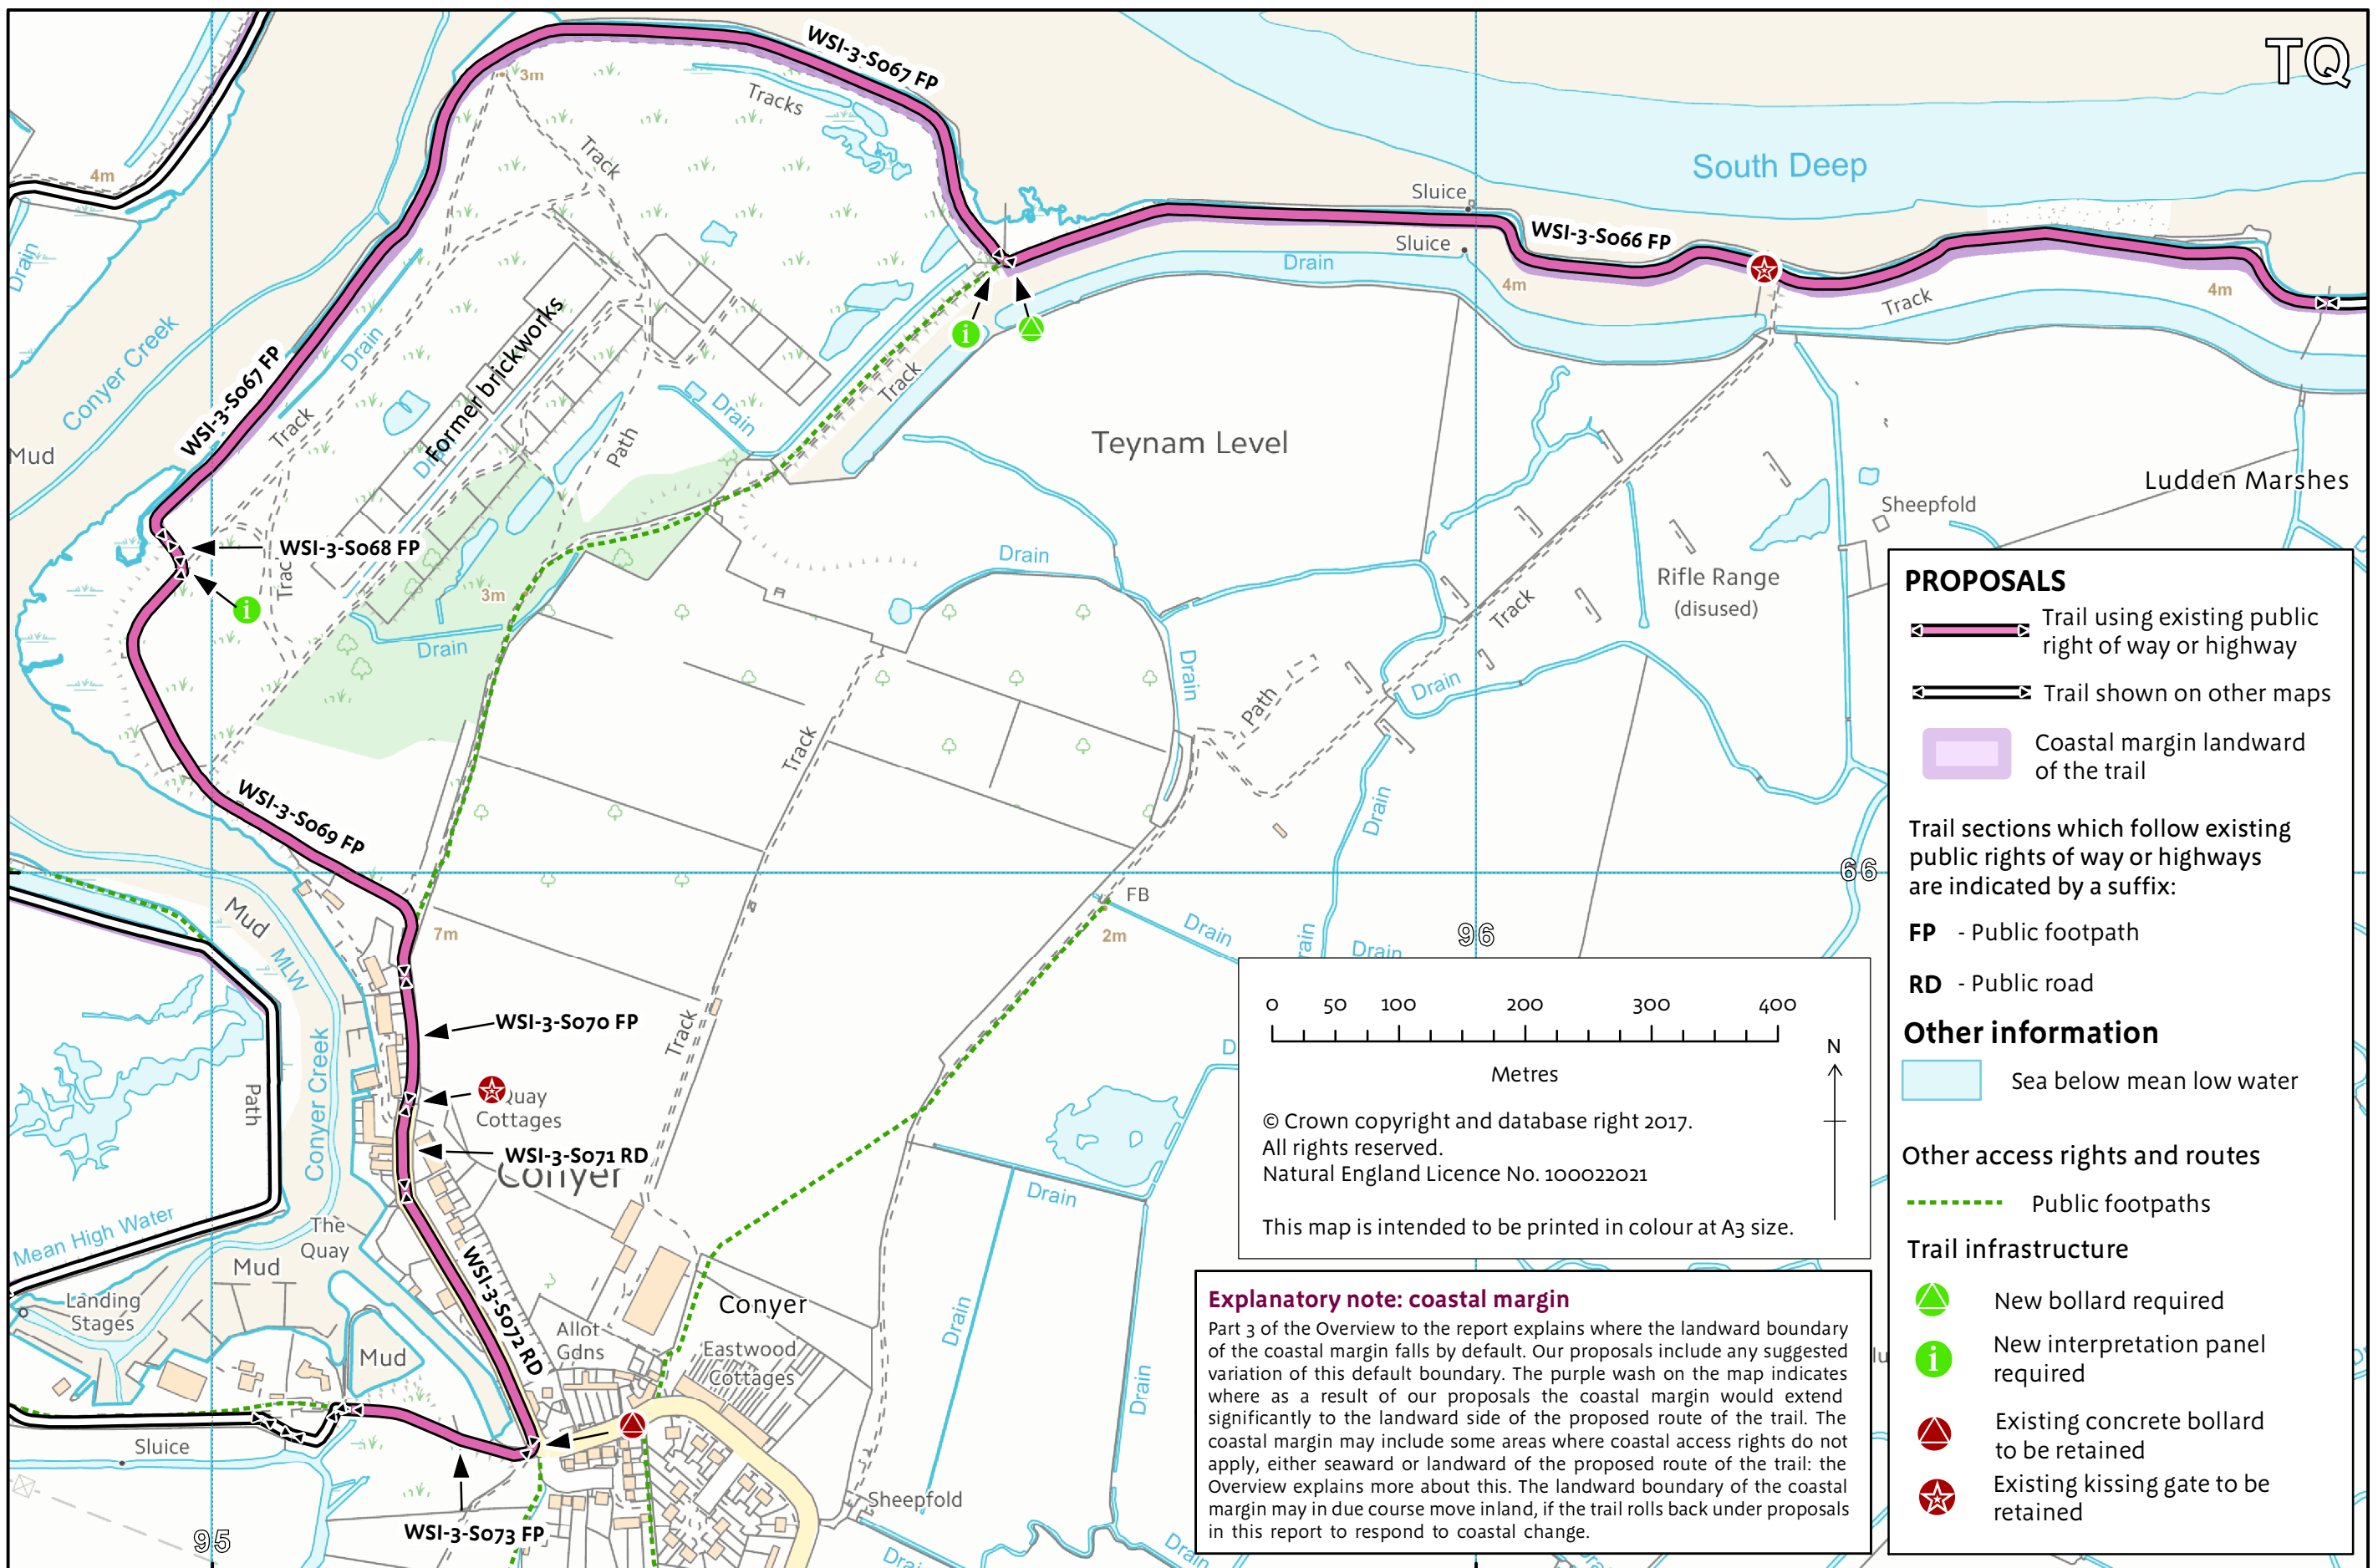 TQ
WSI-3-S067 FP
3m
Tracks
Track
4m
Drain
South Deep
Sluice
Sluice
WSI-3-S066 FP
Drain
4m
Track
4m
Conyer Creek
WSI-3-S067 FP
Drain
Track
Former brickworks
Drain
Path
Drain
Track
Mud
Teynam Level
Ludden Marshes
Sheepfold
WSI-3-S068 FP
Track
3m
Drain
Drain
Drain
Rifle Range
(disused)
Track
Drain
Path
Track
Drain
WSI-3-S069 FP
66
FB
2m
Drain
Drain
96
Mud
MLW
7m
WSI-3-S070 FP
Track
Path
Conyer Creek
Quay
Cottages
WSI-3-S071 RD
Conyer
Mean High Water
The
Quay
Mud
Landing
Stages
WSI-3-S072 RD
Mud
Conyer
Allot
Gdns
Eastwood
Cottages
Drain
Drain
Drain
Sluice
Sheepfold
WSI-3-S073 FP
95
Drain
PROPOSALS
Trail using existing public
right of way or highway
Trail shown on other maps
Coastal margin landward
of the trail
Trail sections which follow existing
public rights of way or highways
are indicated by a suffix:
FP - Public footpath
RD - Public road
Other information
Sea below mean low water
Other access rights and routes
Public footpaths
Trail infrastructure
New bollard required
New interpretation panel
required
Existing concrete bollard
to be retained
Existing kissing gate to be
retained
0 50 100 200 300 400
Metres
N
© Crown copyright and database right 2017.
All rights reserved.
Natural England Licence No. 100022021
This map is intended to be printed in colour at A3 size.
Explanatory note: coastal margin
Part 3 of the Overview to the report explains where the landward boundary
of the coastal margin falls by default. Our proposals include any suggested
variation of this default boundary. The purple wash on the map indicates
where as a result of our proposals the coastal margin would extend
significantly to the landward side of the proposed route of the trail. The
coastal margin may include some areas where coastal access rights do not
apply, either seaward or landward of the proposed route of the trail: the
Overview explains more about this. The landward boundary of the coastal
margin may in due course move inland, if the trail rolls back under proposals
in this report to respond to coastal change.